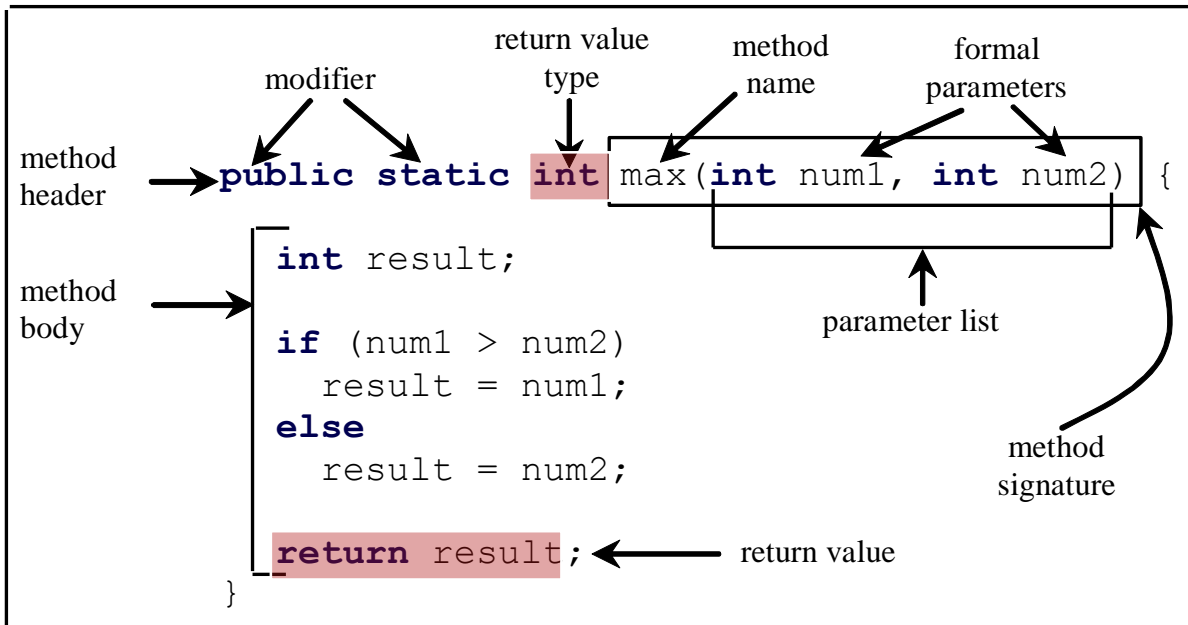 return value
type
method
name
formal
parameters
modifier
method
header
public static int max(int num1, int num2) {
int result;
method
body
parameter list
if (num1 > num2)
result = num1;
else
result = num2;
method
signature
return result;
return value
}